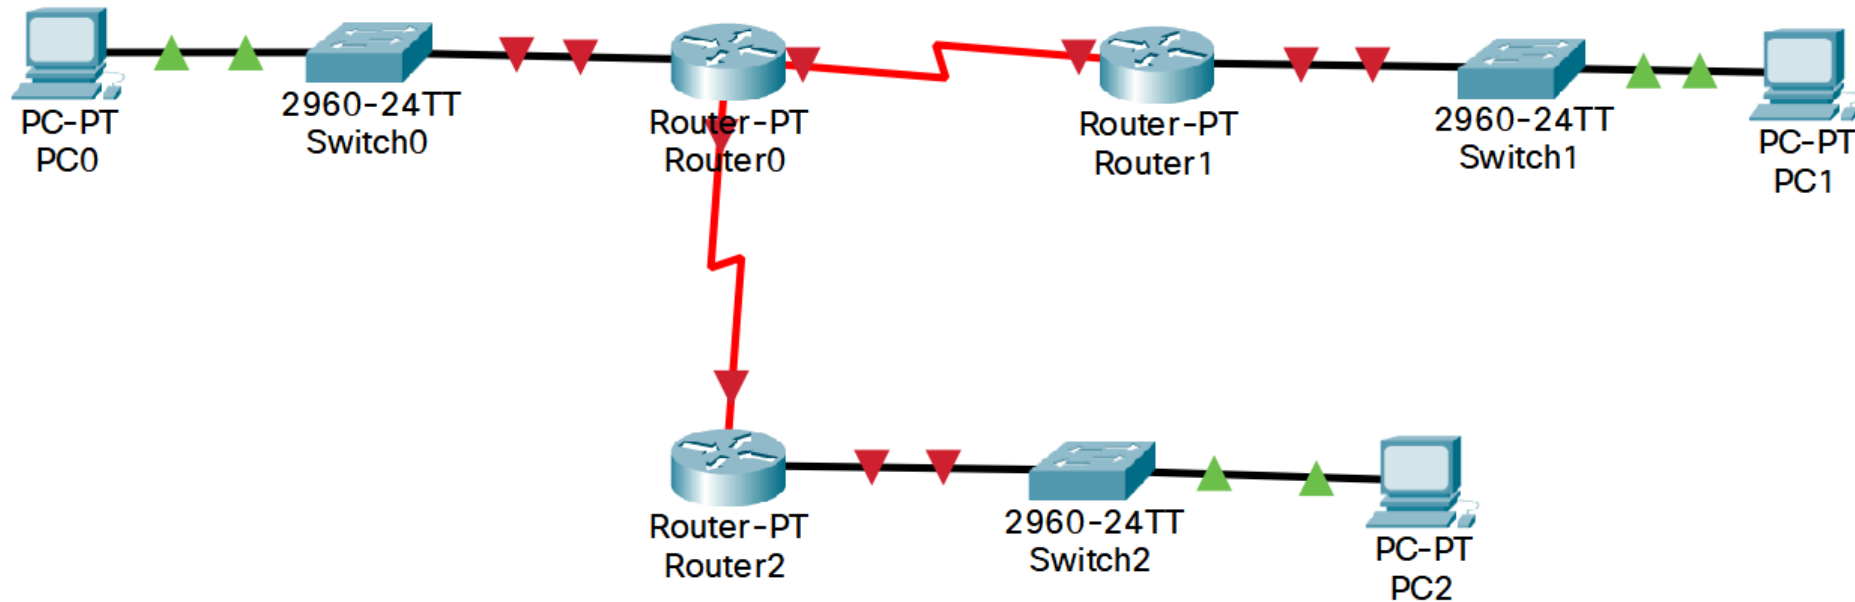 PC-PT
PC0
2960-24TT
Switch0
Router-PT
Router0
Router-PT
Router1
2960-24TT
Switch1
PC-PT
PC1
Router-PT
Router2
2960-24TT
Switch2
PC-PT
PC2